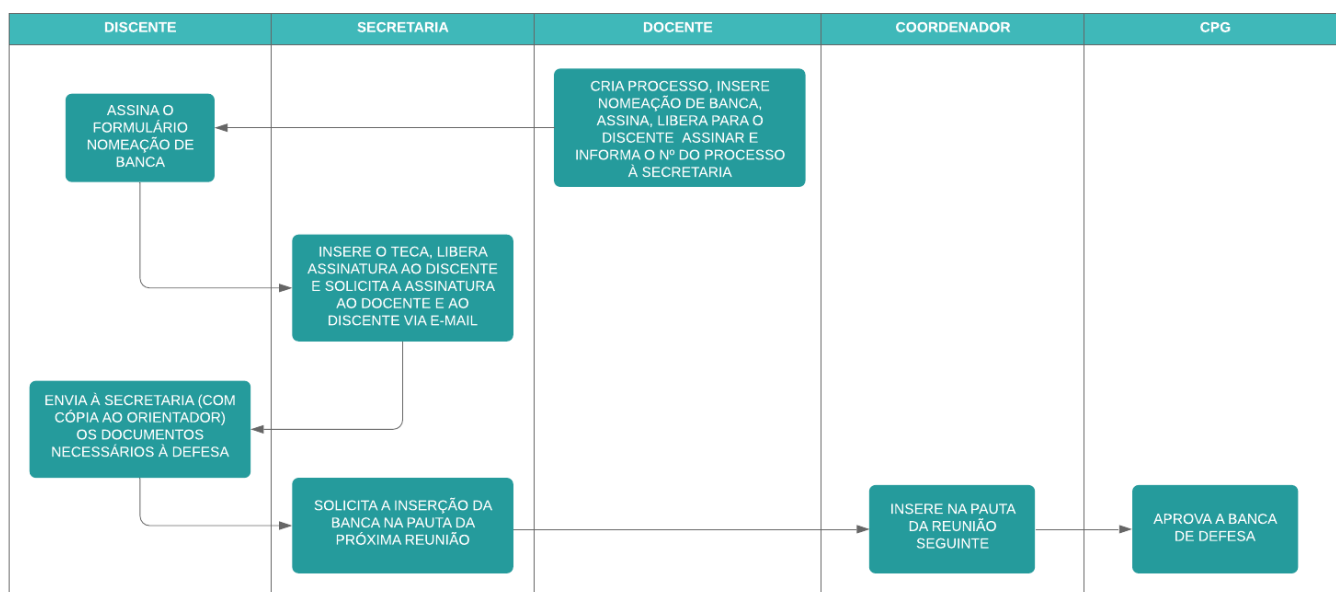 DISCENTE
SECRETARIA
DOCENTE
COORDENADOR
CPG
CRIA PROCESSO, INSERE
NOMEAÇÃO DE BANCA,
ASSINA, LIBERA PARA O
DISCENTE ASSINAR E
INFORMA O Nº DO PROCESSO
À SECRETARIA
ASSINA O
FORMULÁRIO
NOMEAÇÃO DE
BANCA
INSERE O TECA, LIBERA
ASSINATURA AO DISCENTE
E SOLICITA A ASSINATURA
AO DOCENTE E AO
DISCENTE VIA E-MAIL
ENVIA À SECRETARIA (COM
CÓPIA AO ORIENTADOR)
OS DOCUMENTOS
NECESSÁRIOS À DEFESA
SOLICITA A INSERÇÃO DA
BANCA NA PAUTA DA
PRÓXIMA REUNIÃO
INSERE NA PAUTA
DA REUNIÃO
SEGUINTE
APROVA A BANCA
DE DEFESA